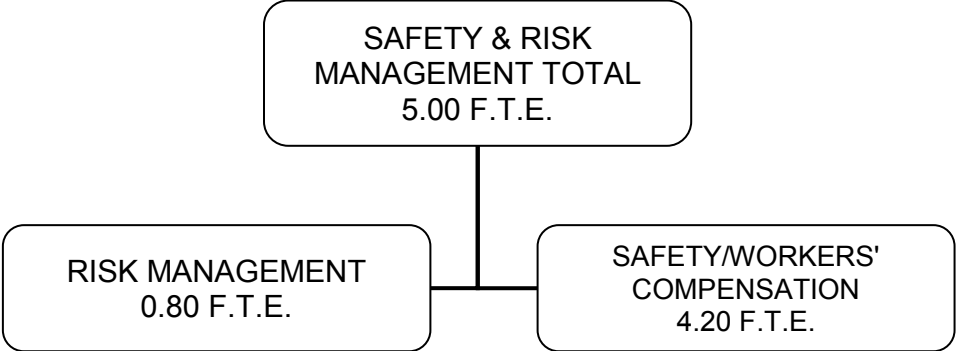 SAFETY & RISK
MANAGEMENT TOTAL
5.00 F.T.E.
RISK MANAGEMENT
0.80 F.T.E.
SAFETY/WORKERS'
COMPENSATION
4.20 F.T.E.